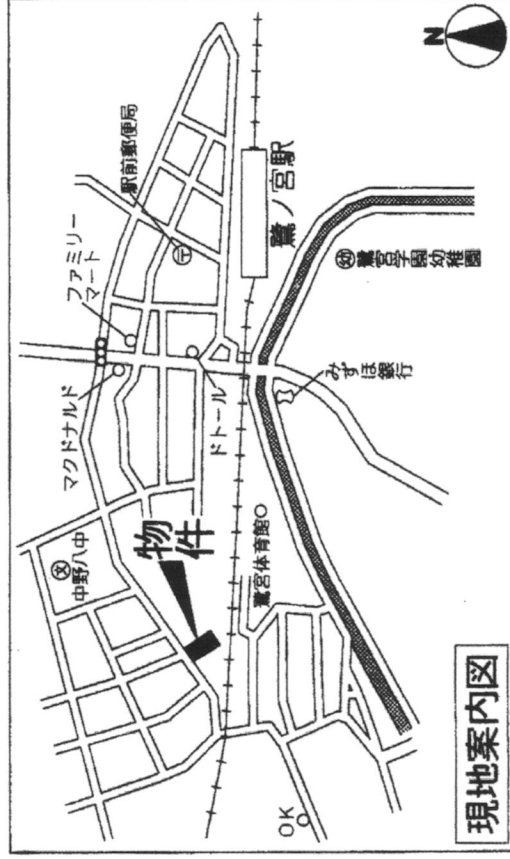 現地案内図
N
駅前郵便局
〒
ファミリー
マート
マクドナルド
ドトール
鷺ノ宮駅
幼 鷺宮学園幼稚園
みずほ銀行
文
中野八中
物件
鷺宮体育館
OK